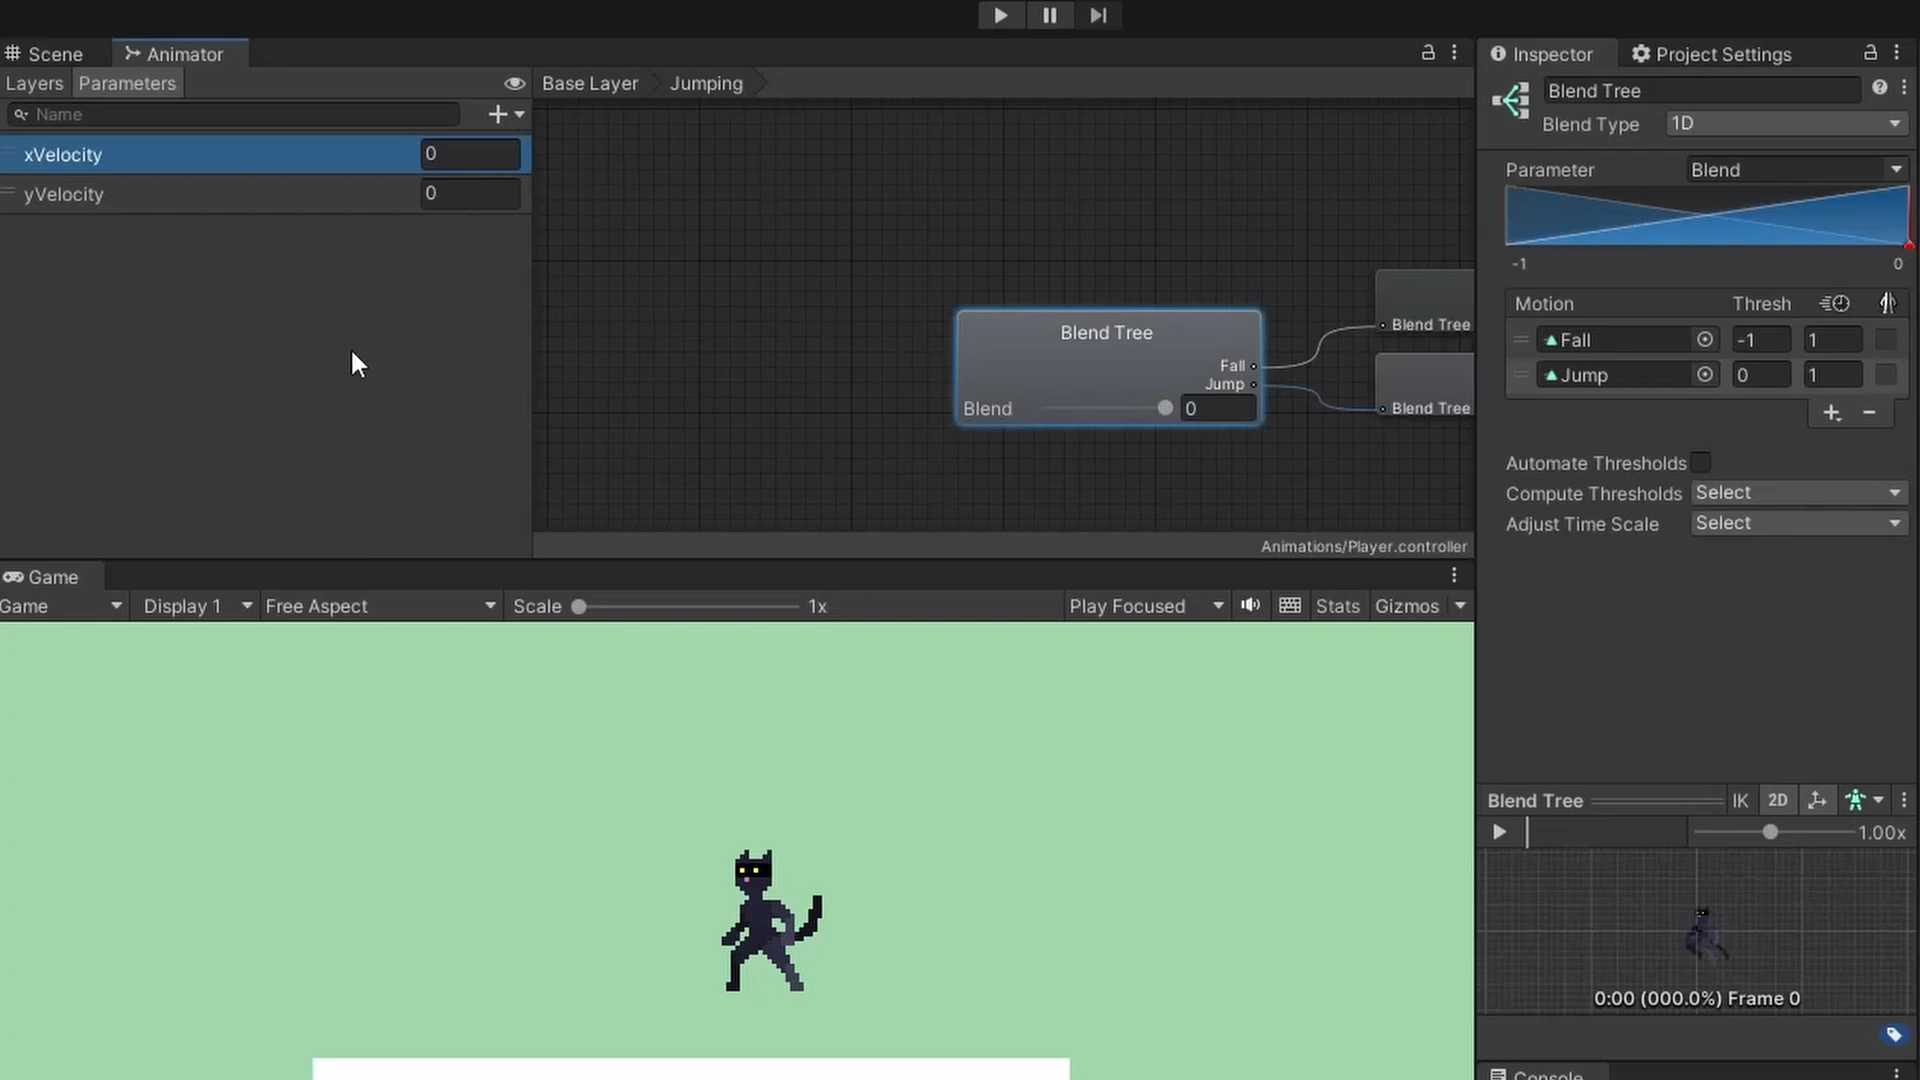 Scene
Animator
Layers
Parameters
Base Layer
Jumping
Name
xVelocity
0
yVelocity
0
Blend Tree
Fall
Jump
Blend
0
Blend Tree
Blend Tree
Animations/Player.controller
Inspector
Project Settings
Blend Tree
Blend Type
1D
Parameter
Blend
-1
0
Motion
Thresh
Fall
-1
1
Jump
0
1
Automate Thresholds
Compute Thresholds
Select
Adjust Time Scale
Select
Game
Game
Display 1
Free Aspect
Scale
1x
Play Focused
Stats
Gizmos
Blend Tree
IK
2D
1.00x
0:00 (000.0%) Frame 0
Console